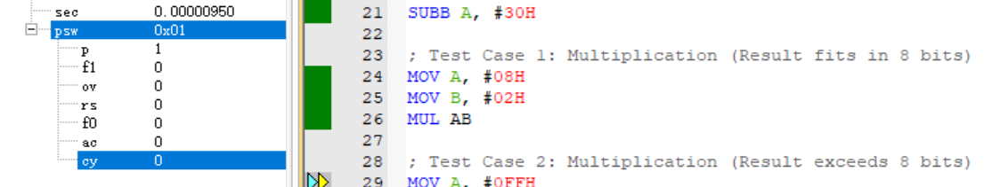 sec 0.00000950
psw 0x01
p 1
f1 0
ov 0
rs 0
f0 0
ac 0
cy 0
21 SUBB A, #30H
22
23 ; Test Case 1: Multiplication (Result fits in 8 bits)
24 MOV A, #08H
25 MOV B, #02H
26 MUL AB
27
28 ; Test Case 2: Multiplication (Result exceeds 8 bits)
29 MOV A, #0FFH